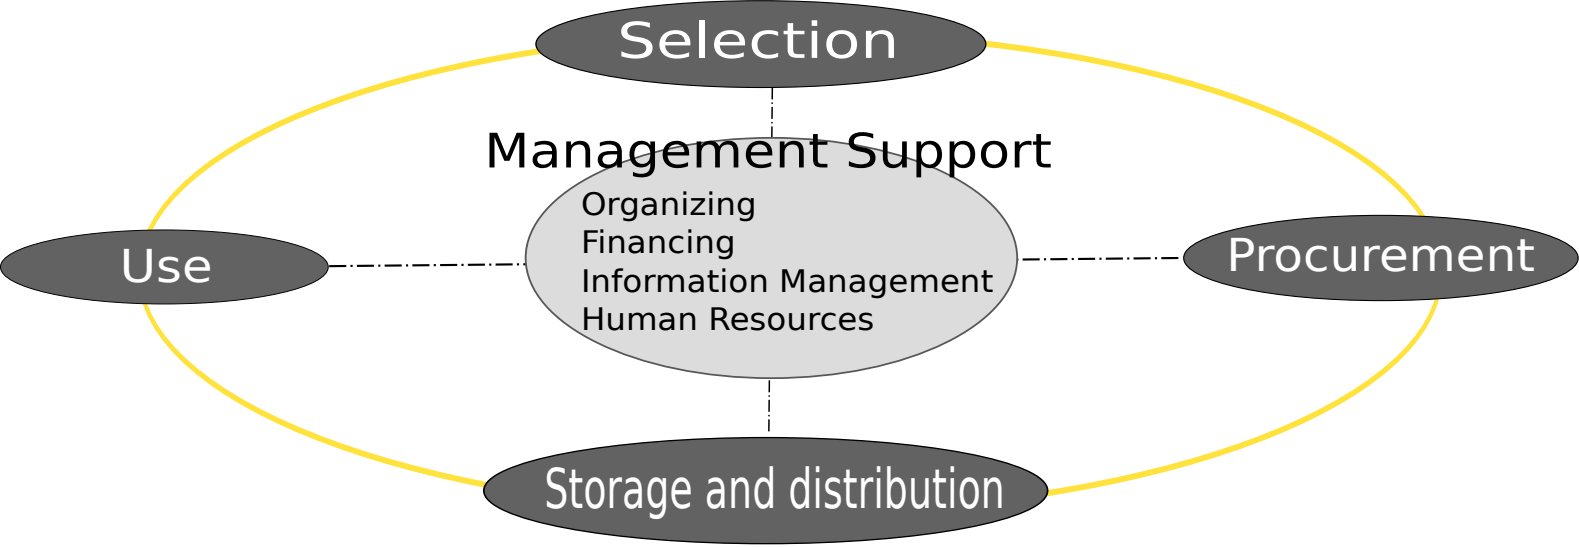 Selection
Management Support
Organizing
Financing
Information Management
Human Resources
Use
Procurement
Storage and distribution